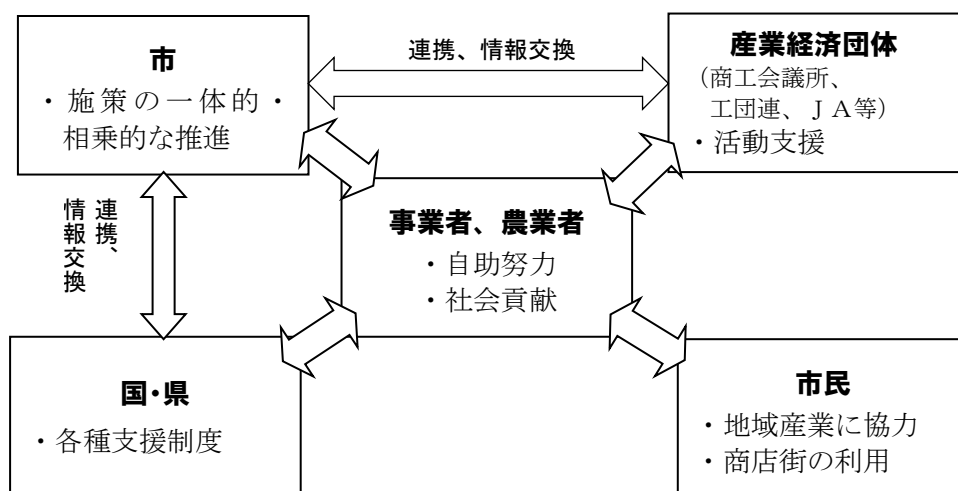 市
・施策の一体的・
相乗的な推進
連携、情報交換
産業経済団体
（商工会議所、
工団連、ＪＡ等）
・活動支援
連携、
情報交換
事業者、農業者
・自助努力
・社会貢献
国・県
・各種支援制度
市民
・地域産業に協力
・商店街の利用